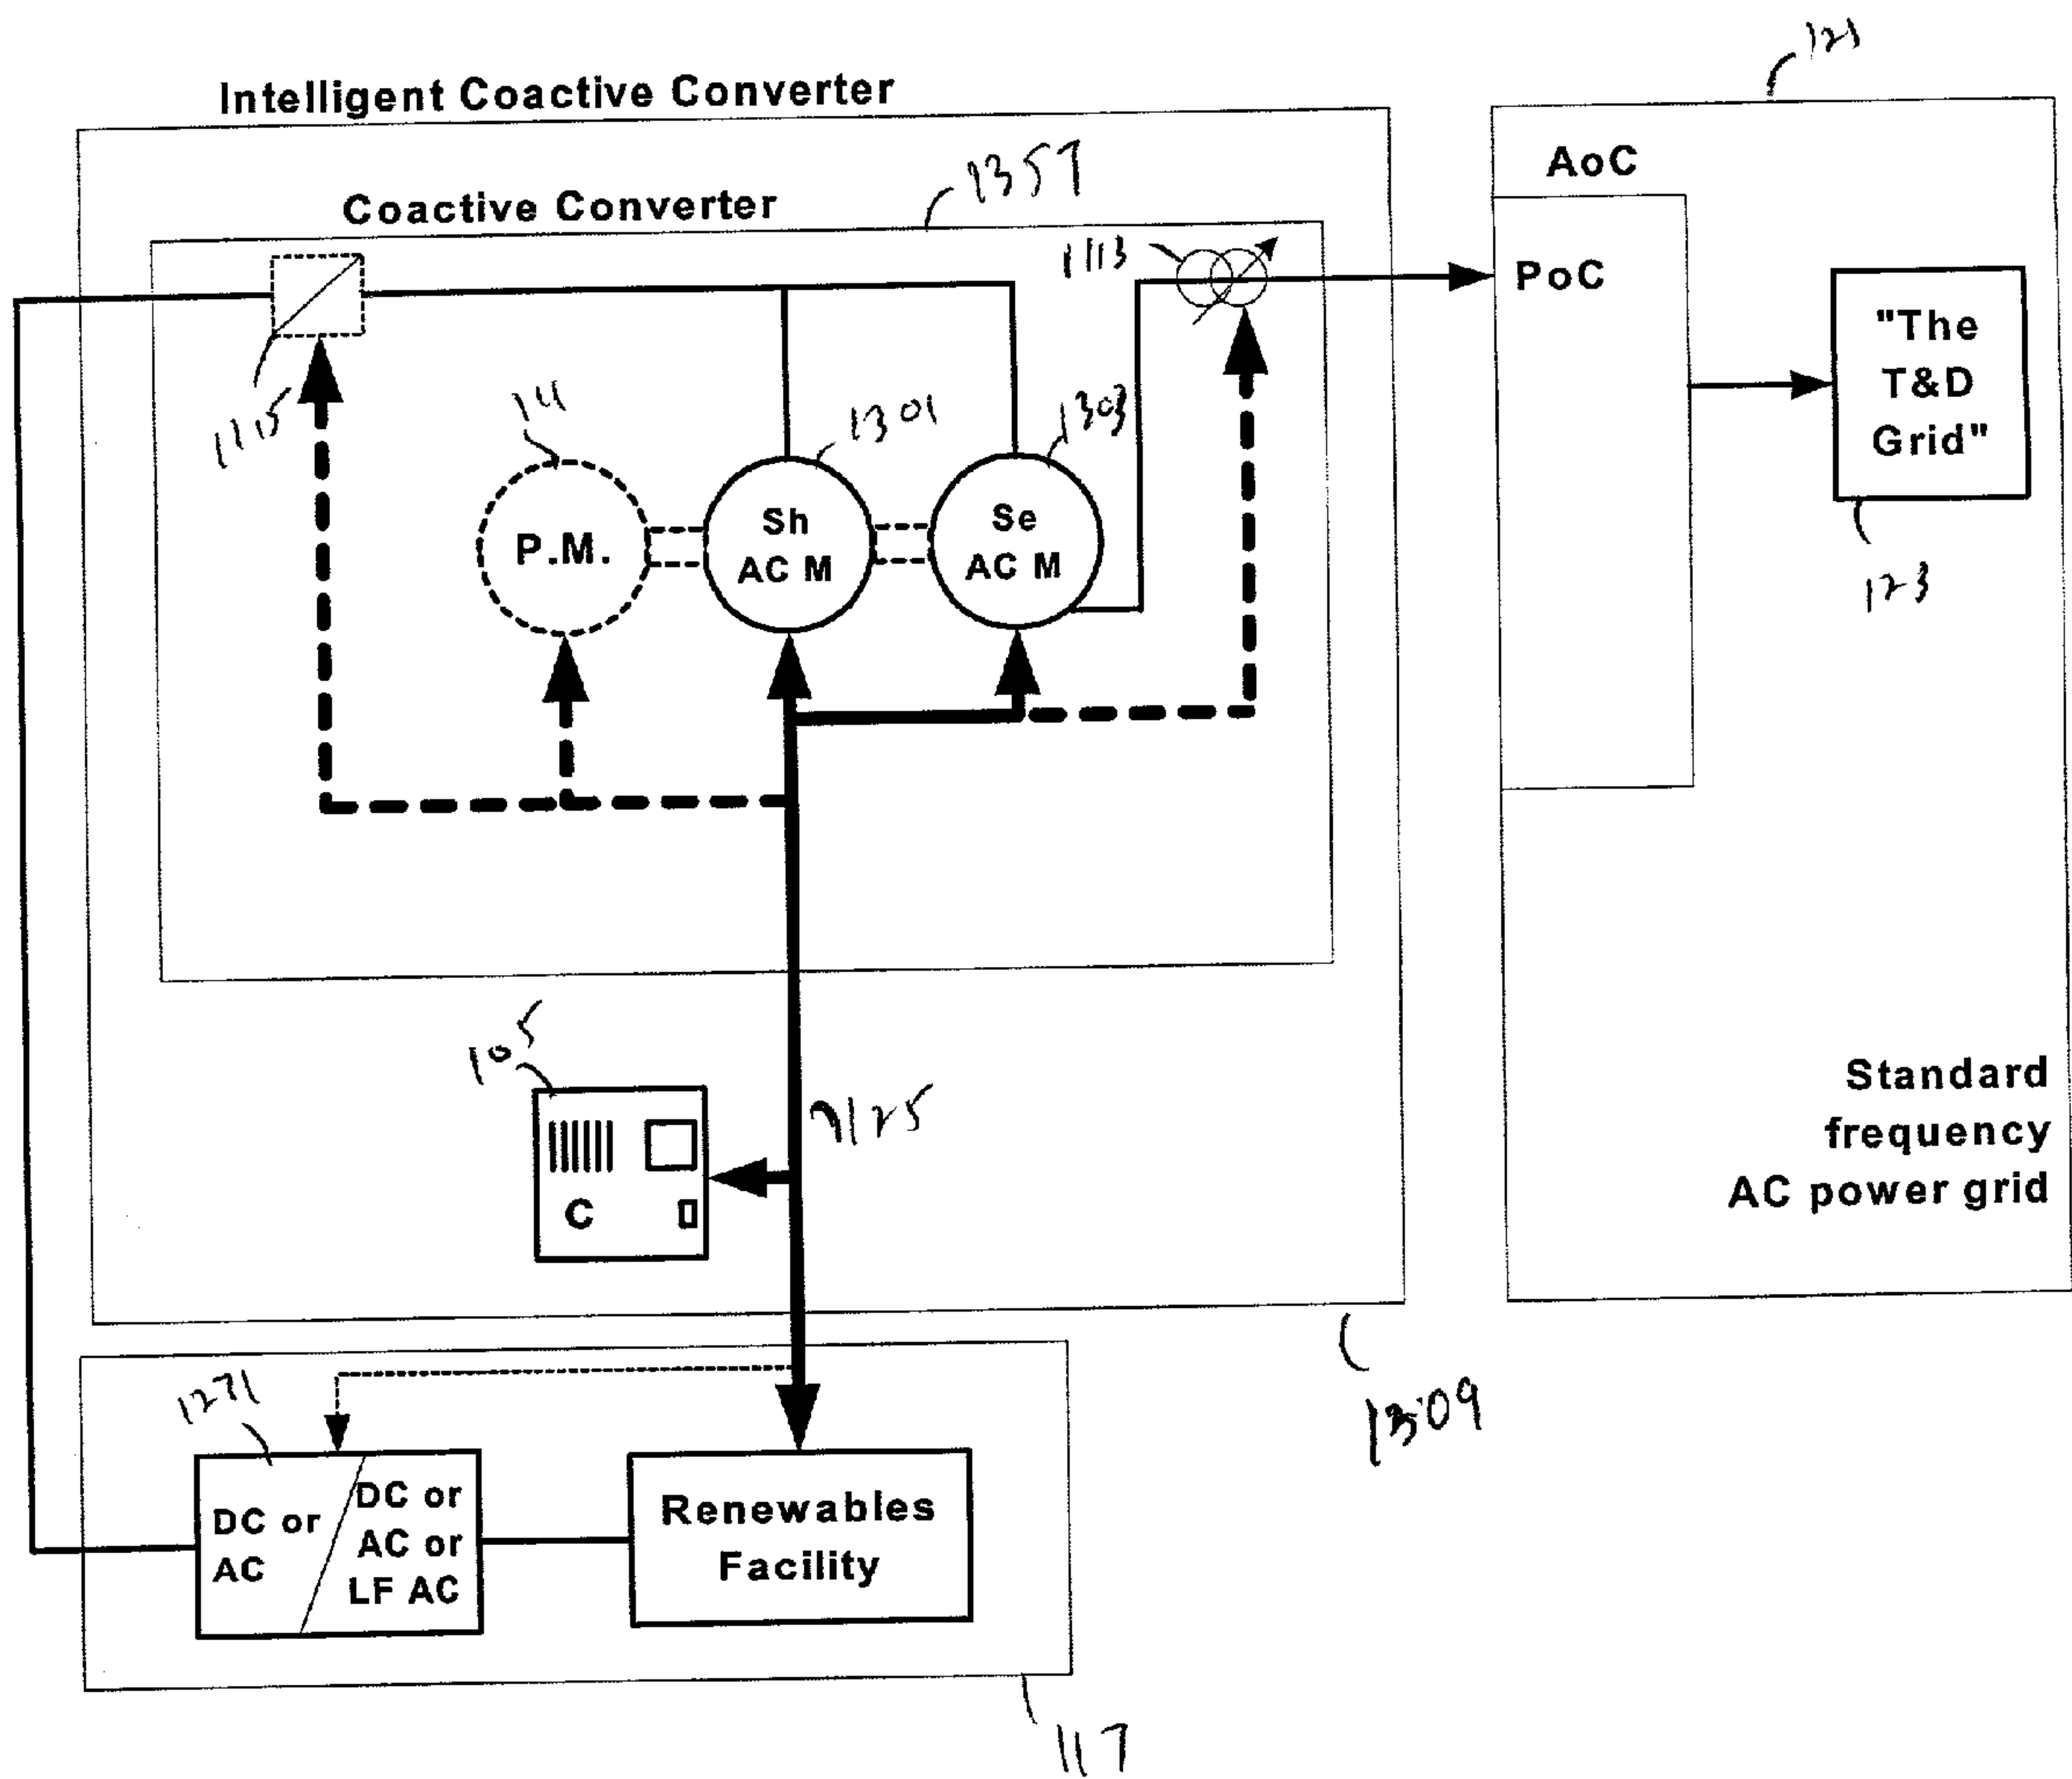 121
Intelligent Coactive Converter
AoC
1357
Coactive Converter
1113
PoC
"The
T&D
Grid"
1115
1301
1303
P.M.
Sh
AC M
Se
AC M
123
105
C
Standard
frequency
AC power grid
1309
1271
DC or
AC
DC or
AC or
LF AC
Renewables
Facility
117